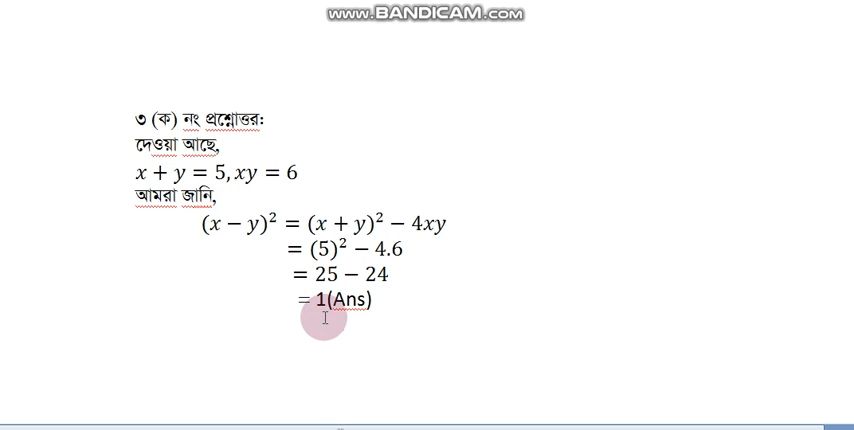 www.BANDICAM.com
৩ (ক) নং প্রশ্নোত্তর:
দেওয়া আছে,
x + y = 5, xy = 6
আমরা জানি,
(x − y)² = (x + y)² − 4xy
= (5)² − 4.6
= 25 − 24
= 1(Ans)